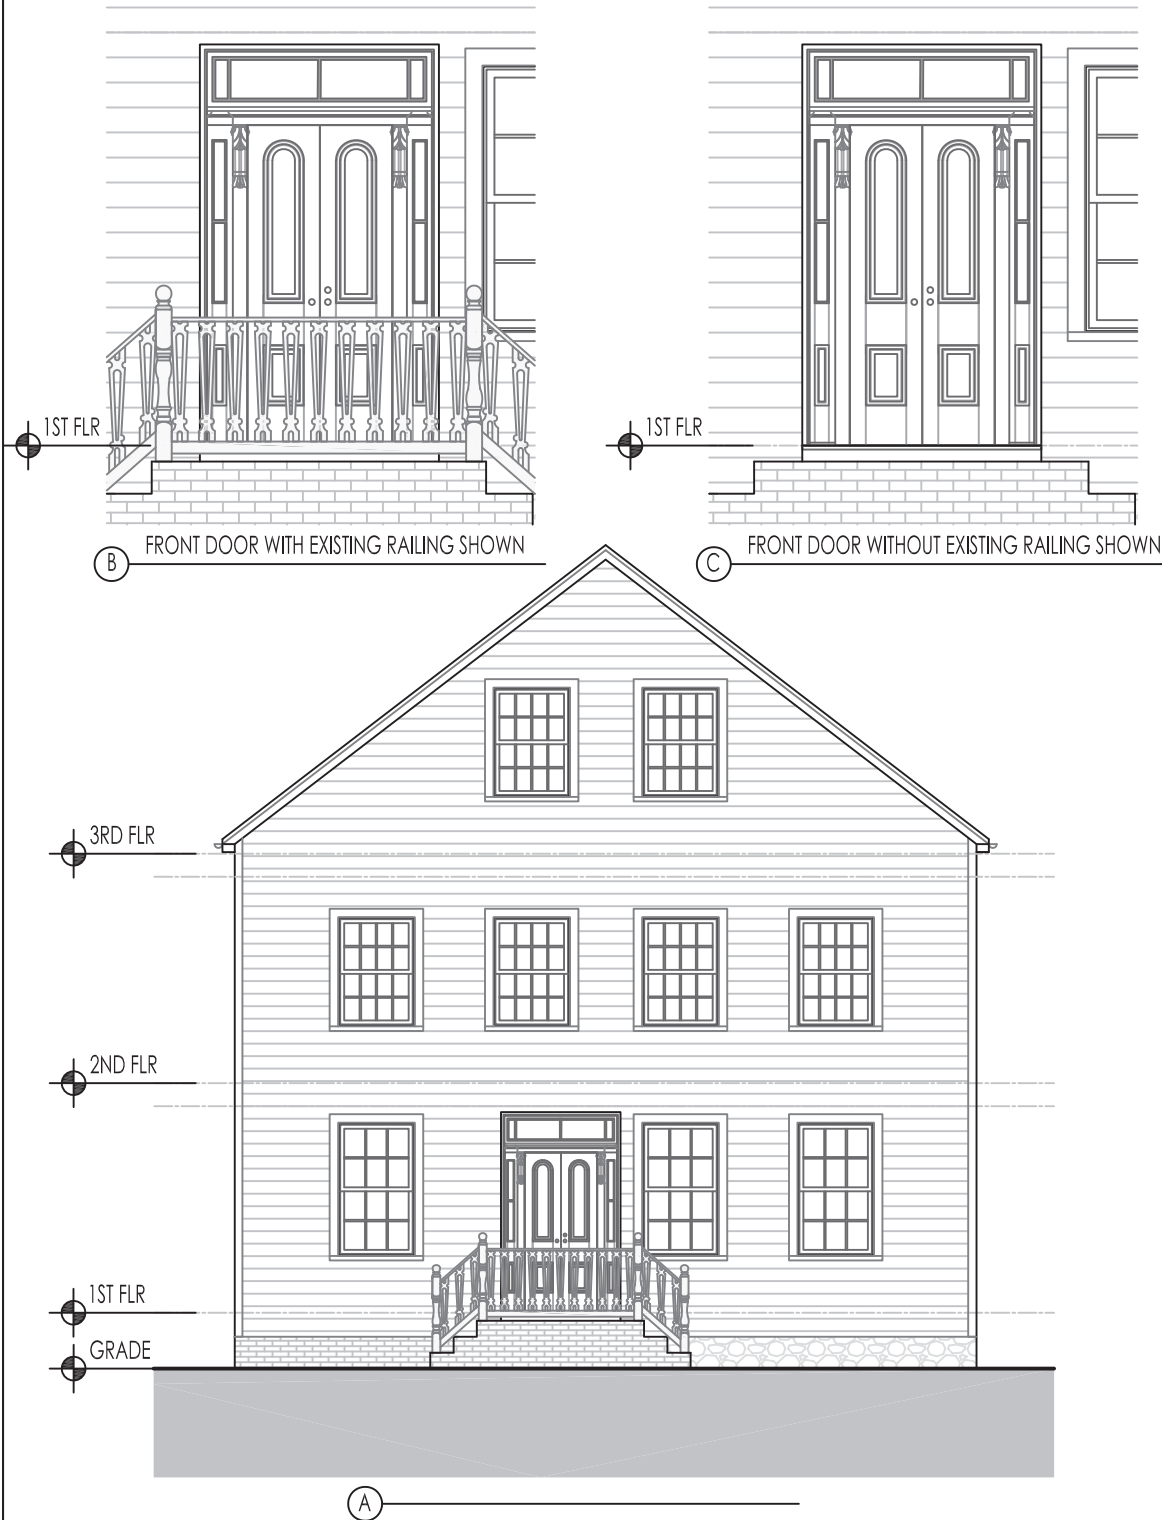 1ST FLR
1ST FLR
B FRONT DOOR WITH EXISTING RAILING SHOWN
C FRONT DOOR WITHOUT EXISTING RAILING SHOWN
3RD FLR
2ND FLR
1ST FLR
GRADE
A